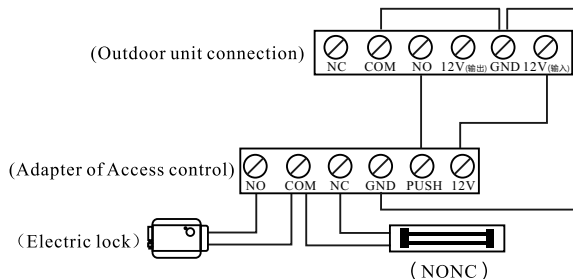 (Outdoor unit connection)
NC COM NO 12V(输出) GND 12V(输入)
(Adapter of Access control)
NO COM NC GND PUSH 12V
（Electric lock）
（NONC）